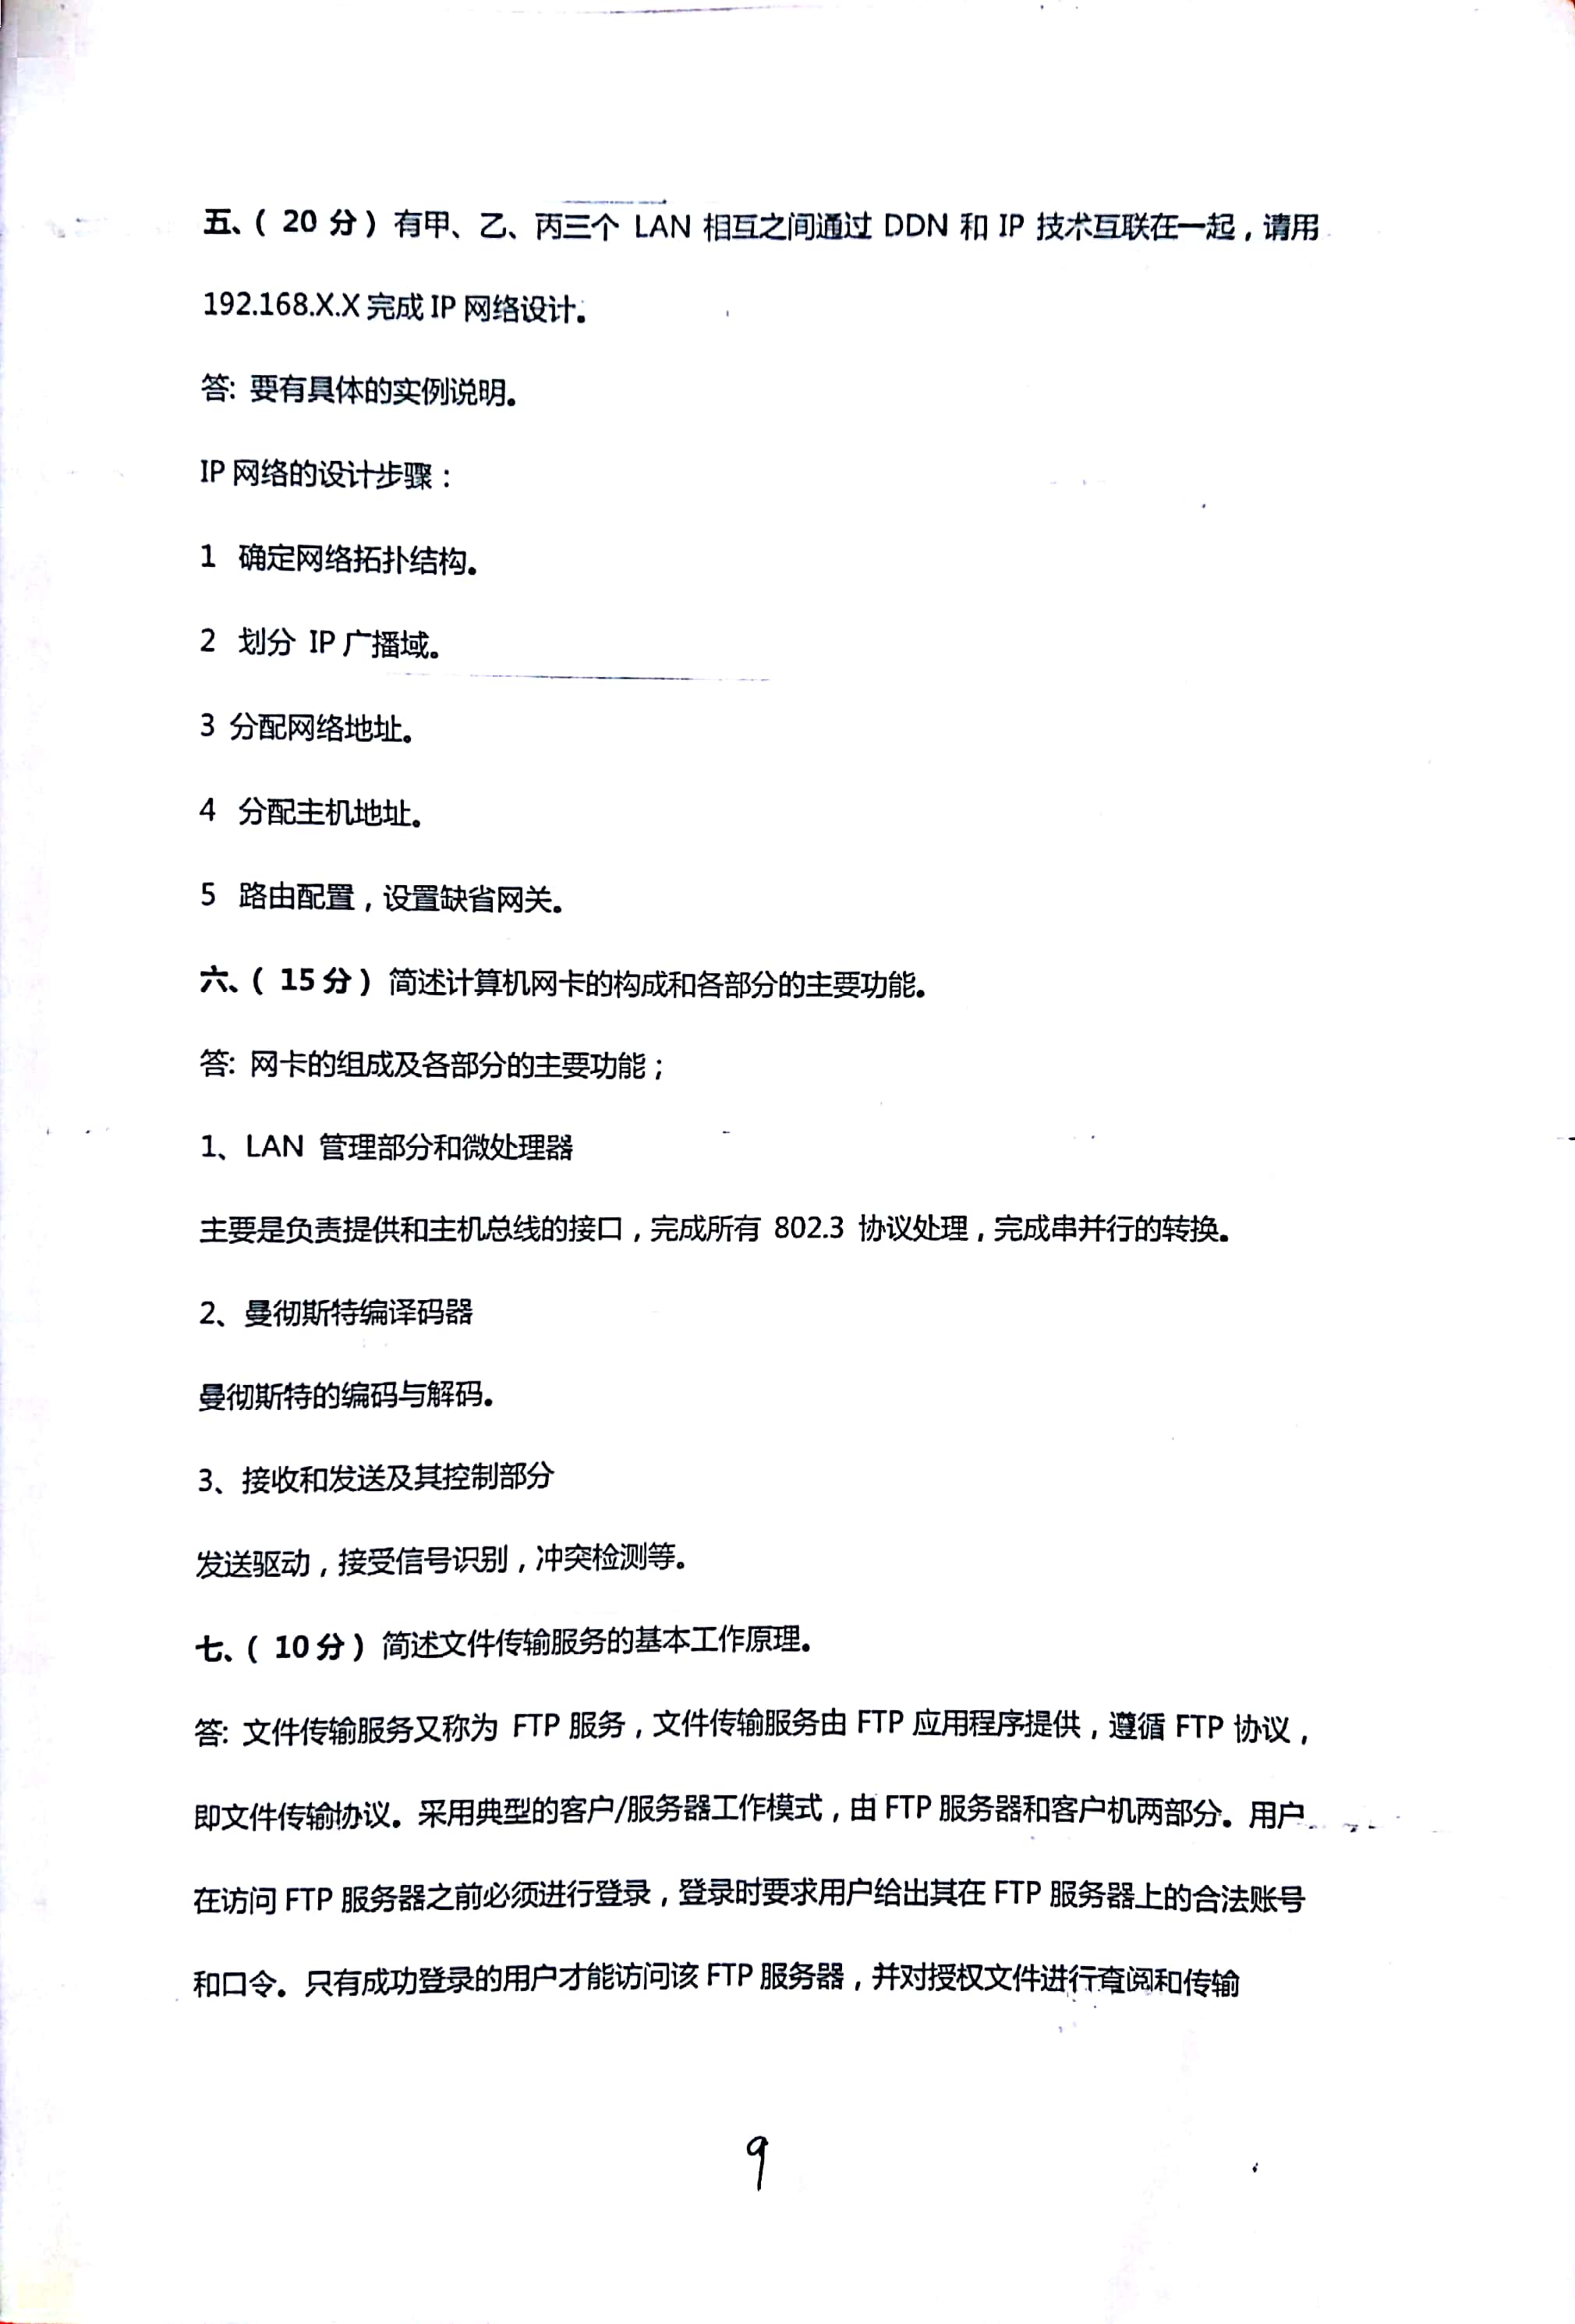 五、( 20 分 ) 有甲、乙、丙三个 LAN 相互之间通过 DDN 和 IP 技术互联在一起，请用
192.168.X.X 完成 IP 网络设计。
答: 要有具体的实例说明。
IP 网络的设计步骤：
1 确定网络拓扑结构。
2 划分 IP 广播域。
3 分配网络地址。
4 分配主机地址。
5 路由配置，设置缺省网关。
六、( 15 分 ) 简述计算机网卡的构成和各部分的主要功能。
答: 网卡的组成及各部分的主要功能；
1、LAN 管理部分和微处理器
主要是负责提供和主机总线的接口，完成所有 802.3 协议处理，完成串并行的转换。
2、曼彻斯特编译码器
曼彻斯特的编码与解码。
3、接收和发送及其控制部分
发送驱动，接受信号识别，冲突检测等。
七、( 10 分 ) 简述文件传输服务的基本工作原理。
答: 文件传输服务又称为 FTP 服务，文件传输服务由 FTP 应用程序提供，遵循 FTP 协议，
即文件传输协议。采用典型的客户/服务器工作模式，由 FTP 服务器和客户机两部分。用户
在访问 FTP 服务器之前必须进行登录，登录时要求用户给出其在 FTP 服务器上的合法账号
和口令。只有成功登录的用户才能访问该 FTP 服务器，并对授权文件进行查阅和传输
9